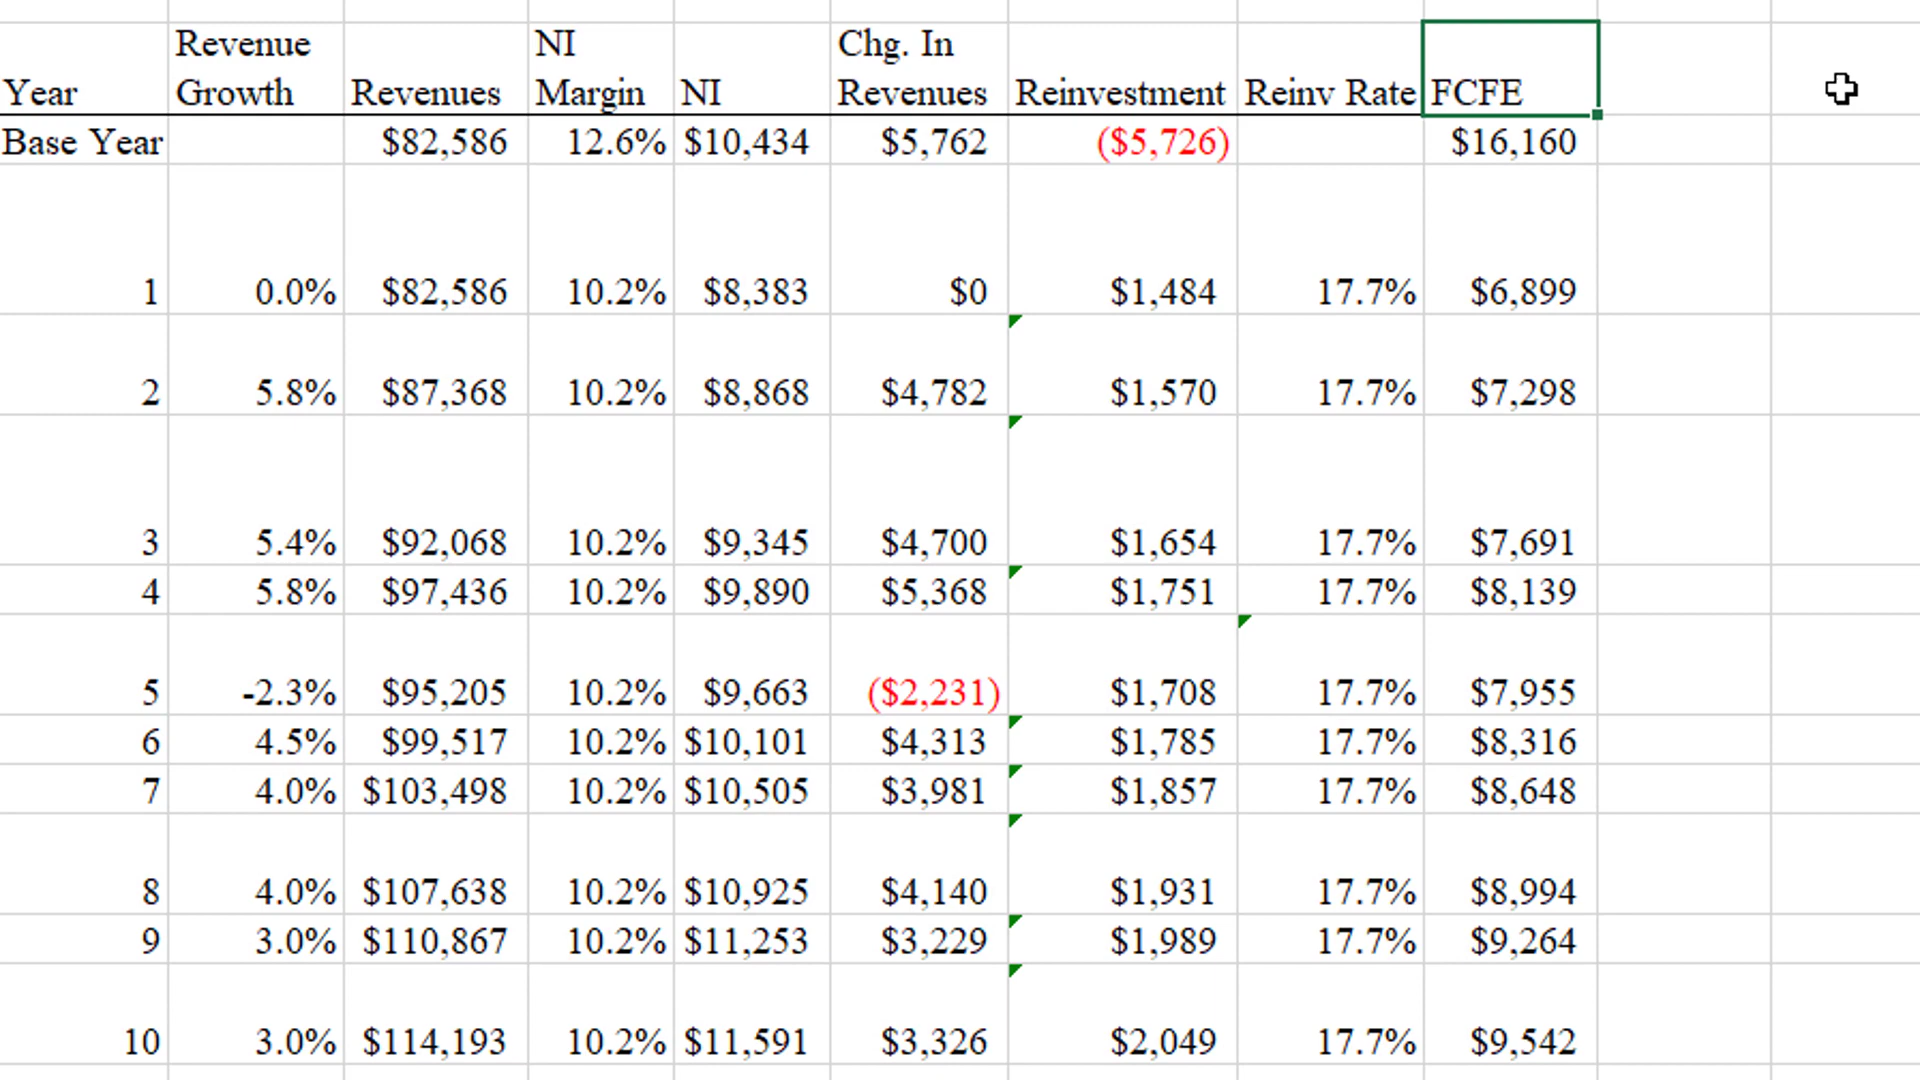 Year Revenue Growth Revenues NI Margin NI Chg. In Revenues Reinvestment Reinv Rate FCFE
Base Year $82,586 12.6% $10,434 $5,762 ($5,726) $16,160
1 0.0% $82,586 10.2% $8,383 $0 $1,484 17.7% $6,899
2 5.8% $87,368 10.2% $8,868 $4,782 $1,570 17.7% $7,298
3 5.4% $92,068 10.2% $9,345 $4,700 $1,654 17.7% $7,691
4 5.8% $97,436 10.2% $9,890 $5,368 $1,751 17.7% $8,139
5 -2.3% $95,205 10.2% $9,663 ($2,231) $1,708 17.7% $7,955
6 4.5% $99,517 10.2% $10,101 $4,313 $1,785 17.7% $8,316
7 4.0% $103,498 10.2% $10,505 $3,981 $1,857 17.7% $8,648
8 4.0% $107,638 10.2% $10,925 $4,140 $1,931 17.7% $8,994
9 3.0% $110,867 10.2% $11,253 $3,229 $1,989 17.7% $9,264
10 3.0% $114,193 10.2% $11,591 $3,326 $2,049 17.7% $9,542